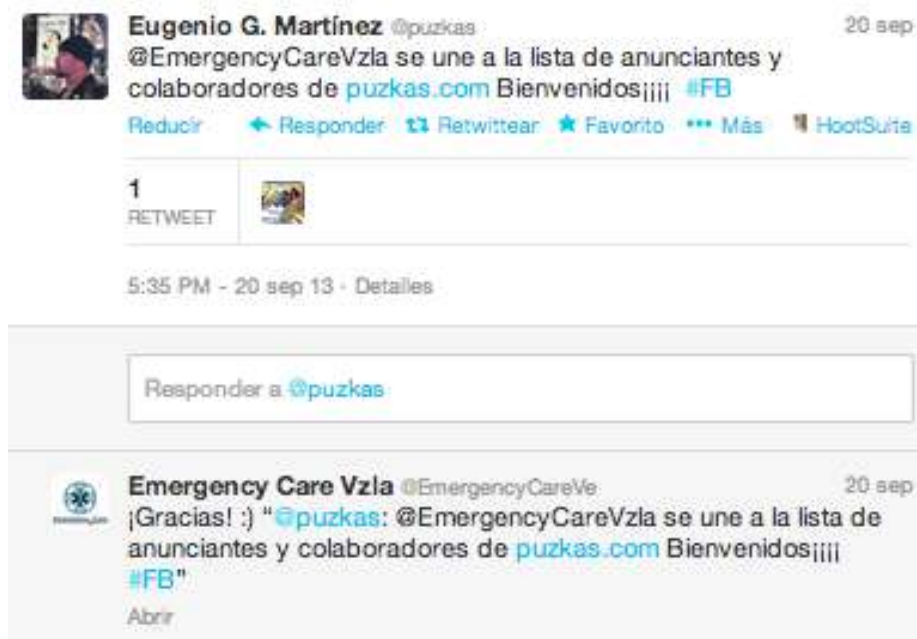 Eugenio G. Martínez @puzkas 20 sep
@EmergencyCareVzla se une a la lista de anunciantes y
colaboradores de puzkas.com Bienvenidos¡¡¡¡ #FB
Reducir Responder Retwittear Favorito Más HootSuite
1
RETWEET
5:35 PM - 20 sep 13 · Detalles
Responder a @puzkas
Emergency Care Vzla @EmergencyCareVe 20 sep
¡Gracias! :) “@puzkas: @EmergencyCareVzla se une a la lista de
anunciantes y colaboradores de puzkas.com Bienvenidos¡¡¡¡
#FB”
Abrir